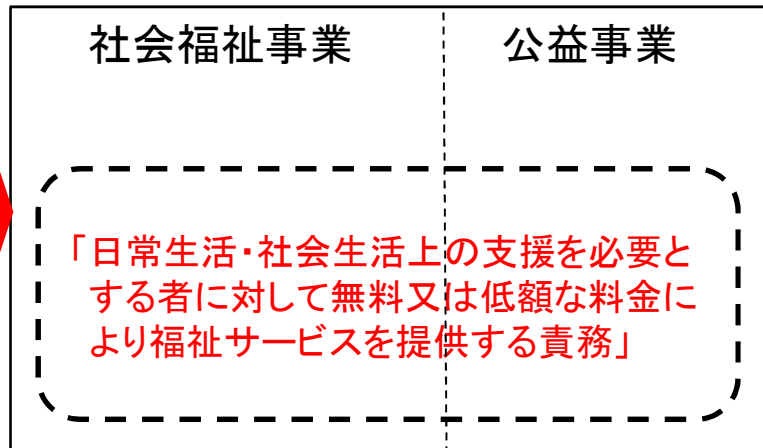 社会福祉事業
公益事業
「日常生活・社会生活上の支援を必要と
する者に対して無料又は低額な料金に
より福祉サービスを提供する責務」